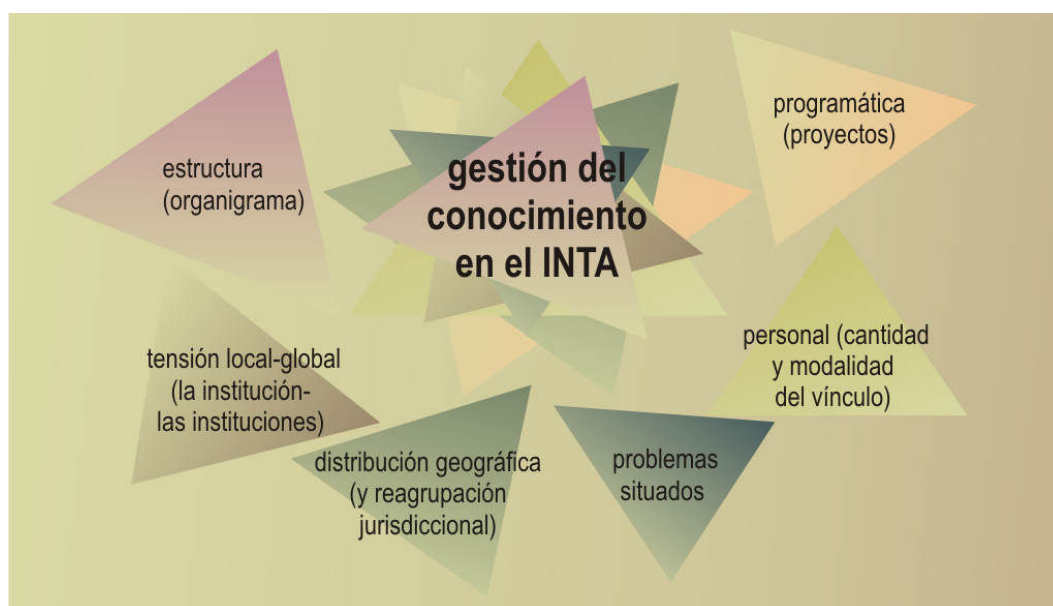 estructura
(organigrama)
gestión del
conocimiento
en el INTA
programática
(proyectos)
tensión local-global
(la institución-
las instituciones)
distribución geográfica
(y reagrupación
jurisdiccional)
problemas
situados
personal (cantidad
y modalidad
del vínculo)